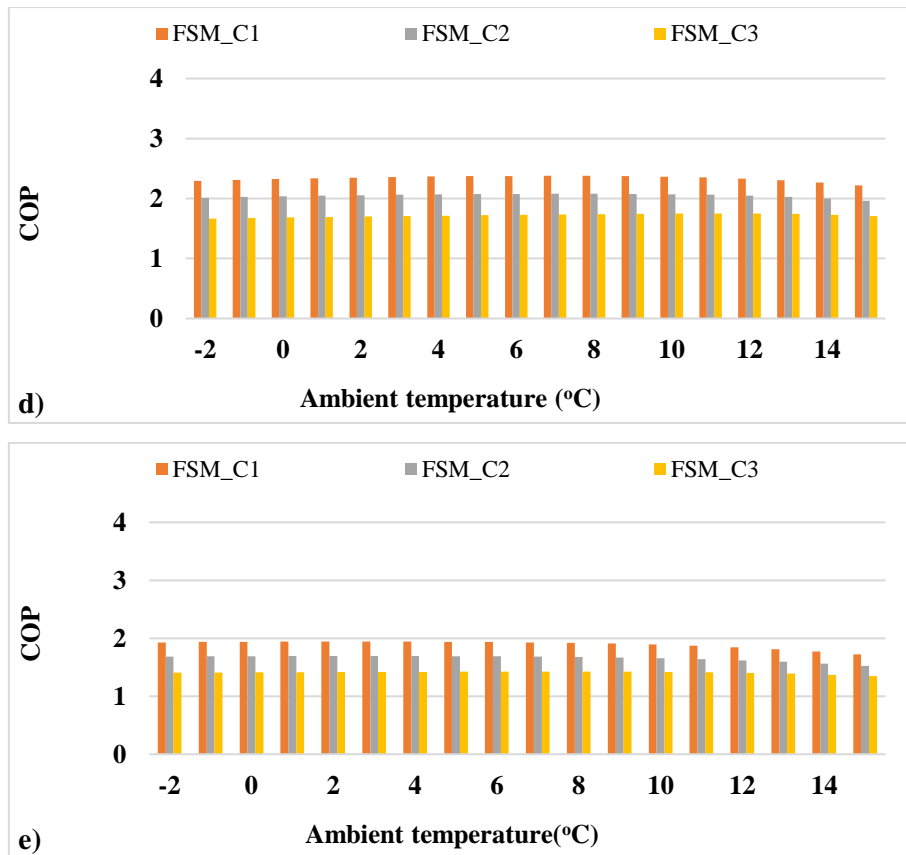 FSM_C1 FSM_C2 FSM_C3
4
3
2
1
0
COP
-2 0 2 4 6 8 10 12 14
Ambient temperature (°C)
d)
FSM_C1 FSM_C2 FSM_C3
4
3
2
1
0
COP
-2 0 2 4 6 8 10 12 14
Ambient temperature(°C)
e)